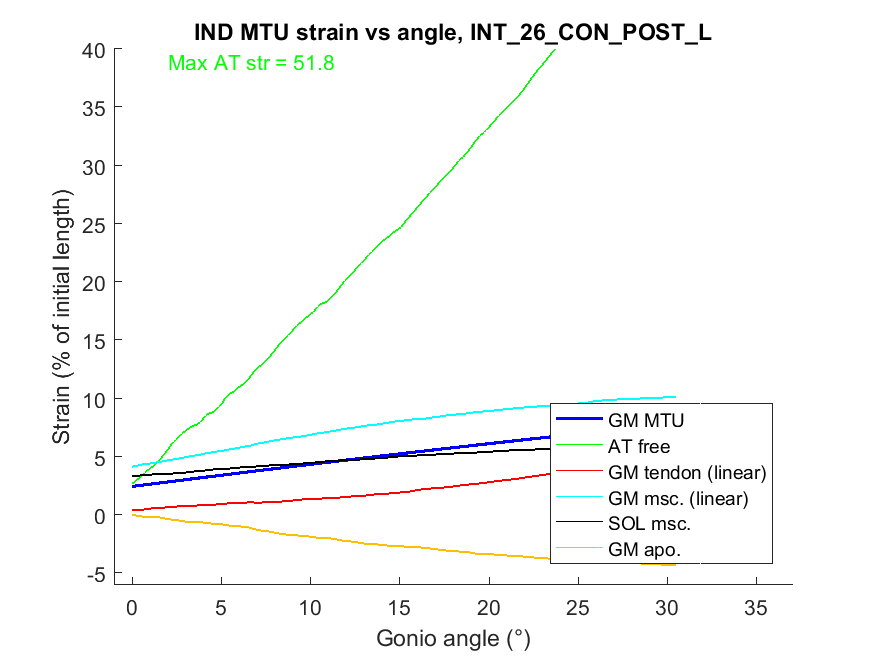 IND MTU strain vs angle, INT_26_CON_POST_L
Max AT str = 51.8
40
35
30
25
20
15
10
5
0
-5
Strain (% of initial length)
GM MTU
AT free
GM tendon (linear)
GM msc. (linear)
SOL msc.
GM apo.
0 5 10 15 20 25 30 35
Gonio angle (°)